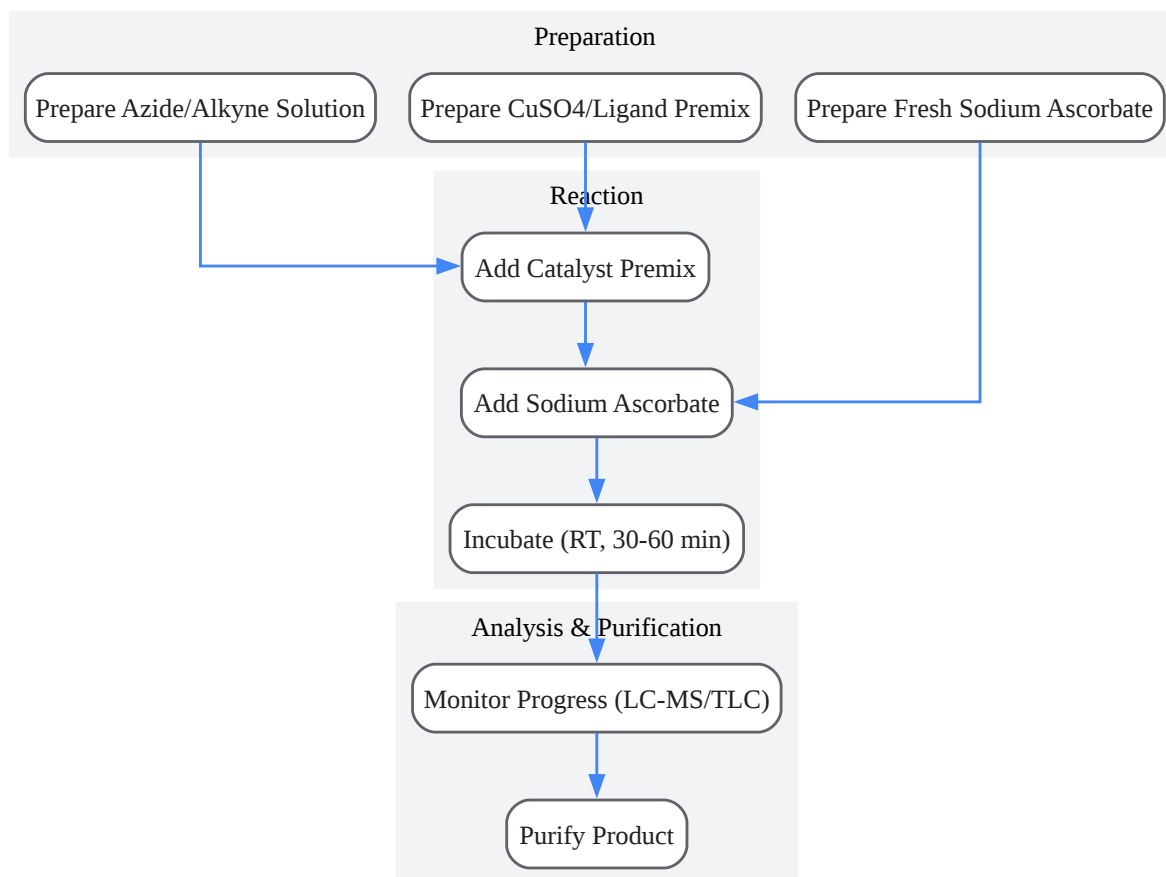 Preparation
Prepare Azide/Alkyne Solution
Prepare CuSO4/Ligand Premix
Prepare Fresh Sodium Ascorbate
Reaction
Add Catalyst Premix
Add Sodium Ascorbate
Incubate (RT, 30-60 min)
Analysis & Purification
Monitor Progress (LC-MS/TLC)
Purify Product